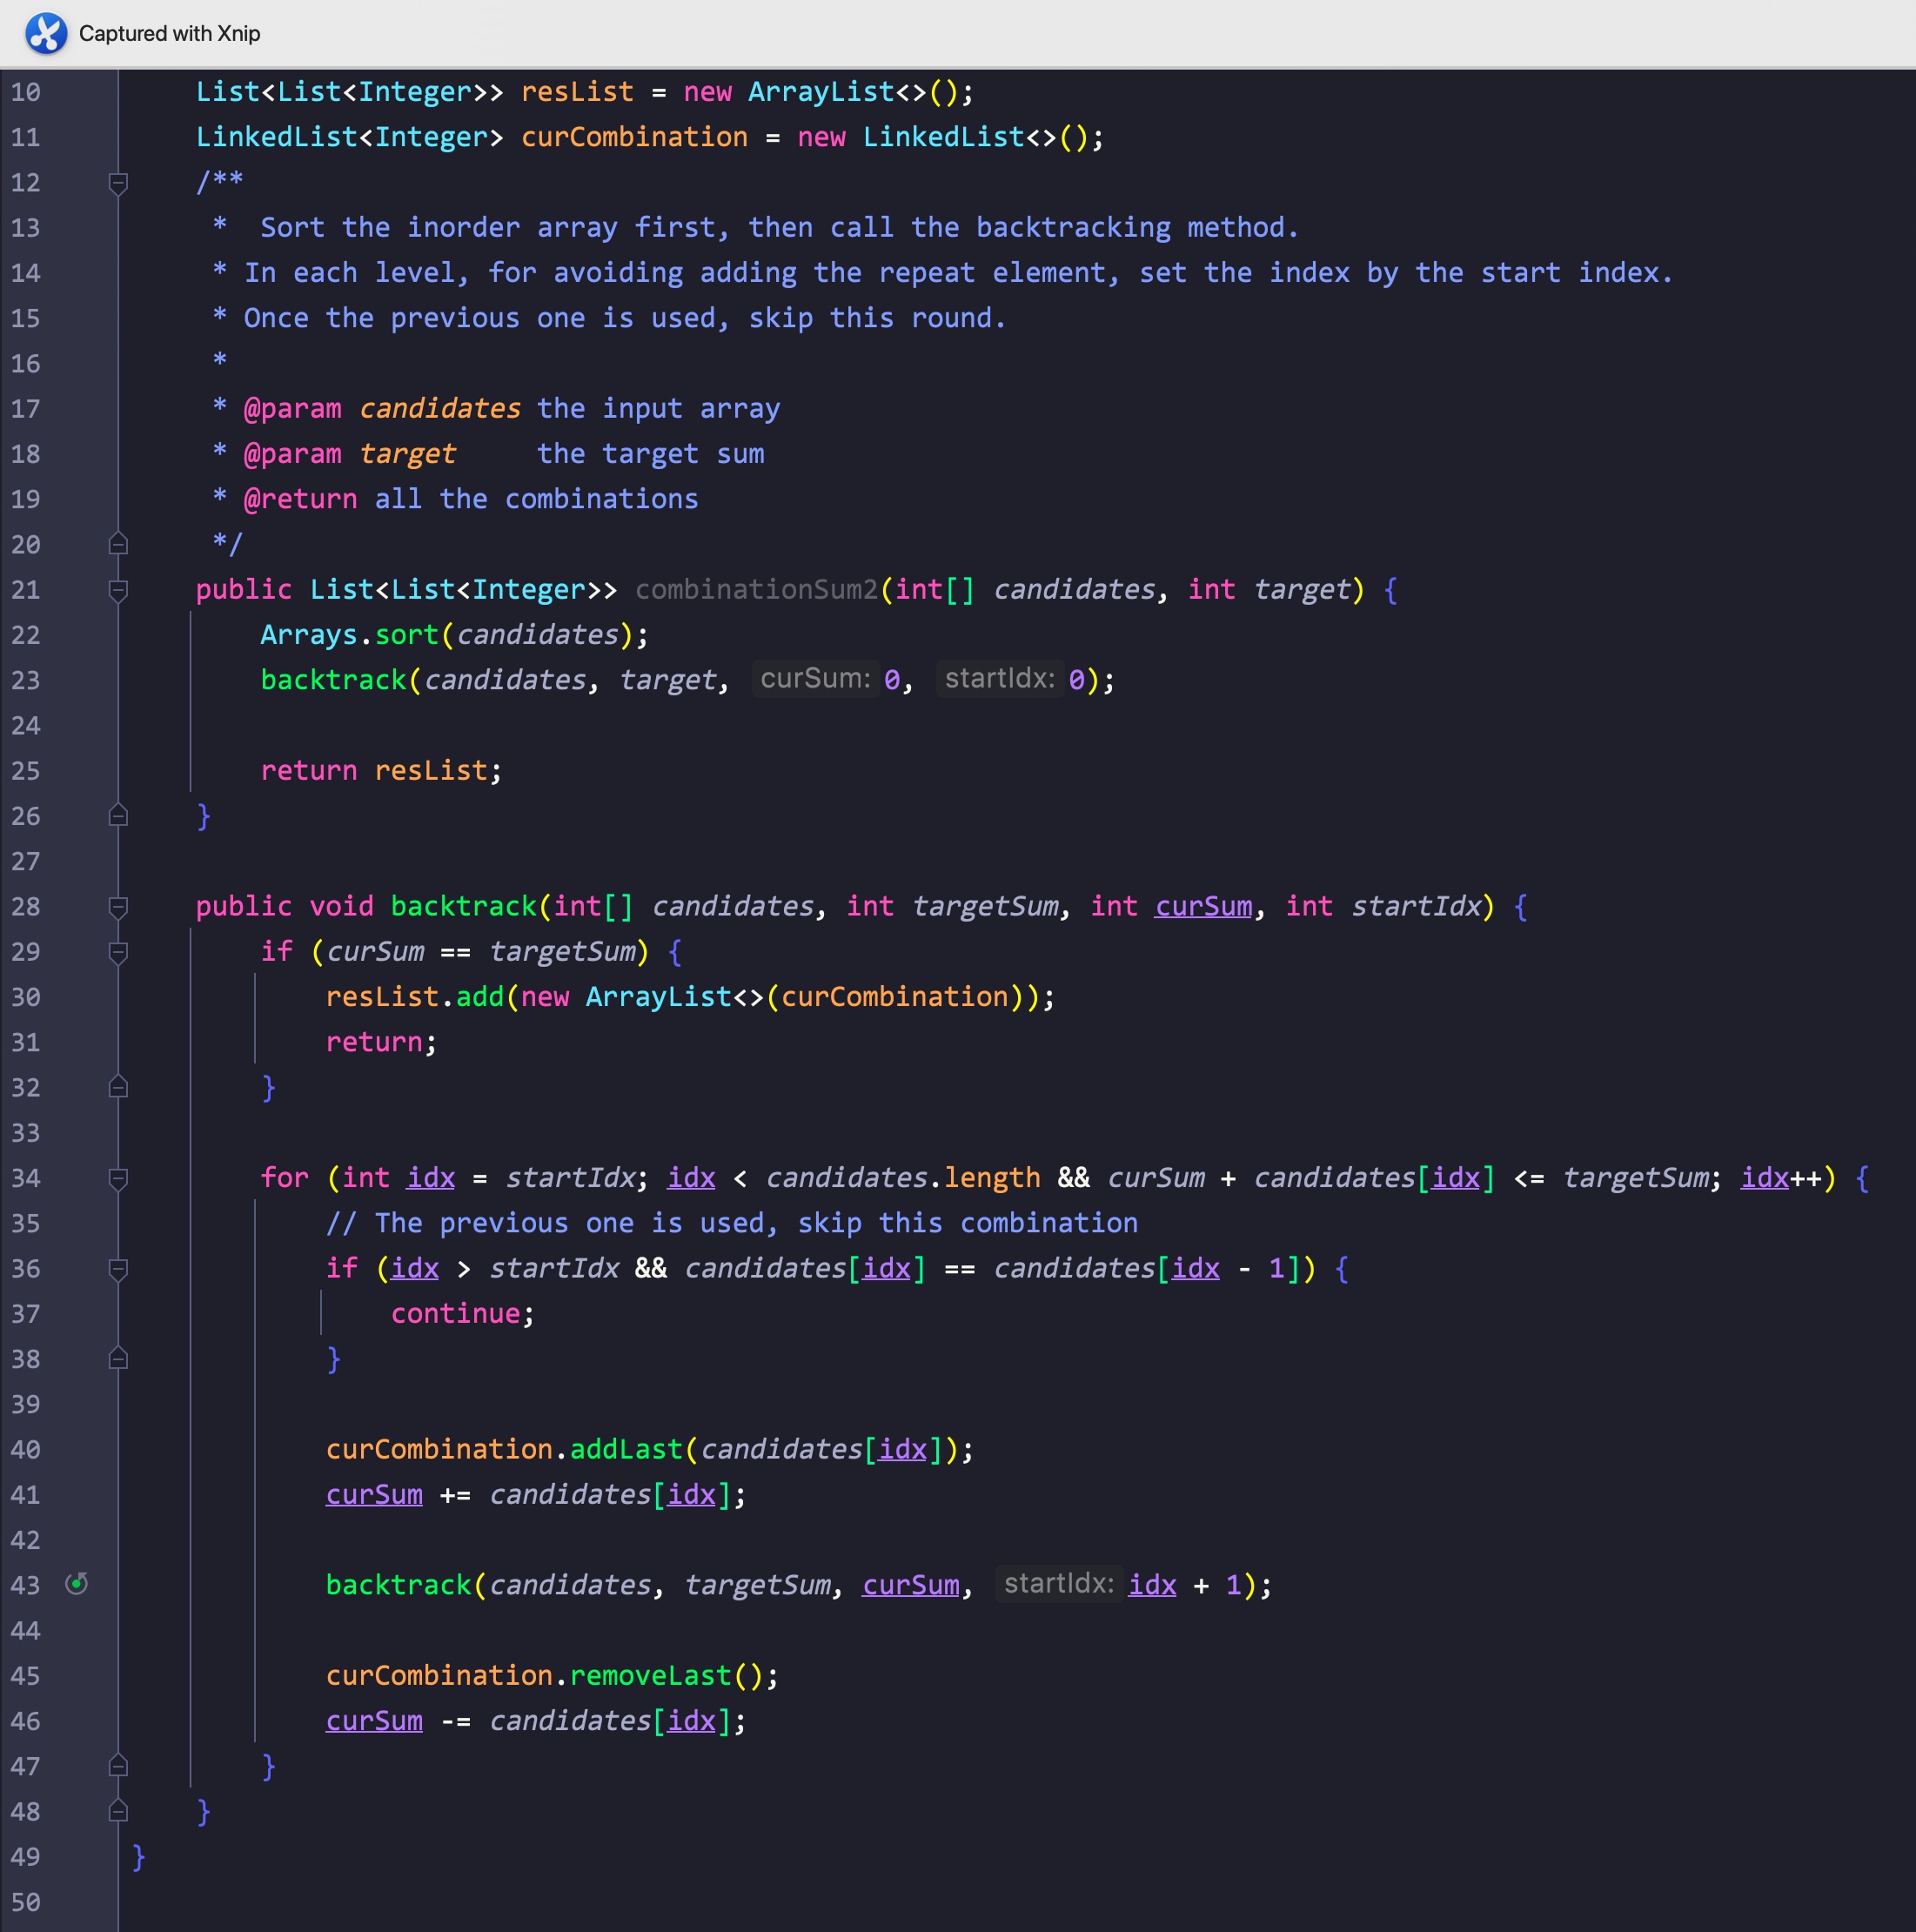 Captured with Xnip
10 List<List<Integer>> resList = new ArrayList<>();
11 LinkedList<Integer> curCombination = new LinkedList<>();
12 /**
13 *  Sort the inorder array first, then call the backtracking method.
14 * In each level, for avoiding adding the repeat element, set the index by the start index.
15 * Once the previous one is used, skip this round.
16 *
17 * @param candidates the input array
18 * @param target     the target sum
19 * @return all the combinations
20 */
21 public List<List<Integer>> combinationSum2(int[] candidates, int target) {
22 Arrays.sort(candidates);
23 backtrack(candidates, target, curSum: 0, startIdx: 0);
24
25 return resList;
26 }
27
28 public void backtrack(int[] candidates, int targetSum, int curSum, int startIdx) {
29 if (curSum == targetSum) {
30 resList.add(new ArrayList<>(curCombination));
31 return;
32 }
33
34 for (int idx = startIdx; idx < candidates.length && curSum + candidates[idx] <= targetSum; idx++) {
35 // The previous one is used, skip this combination
36 if (idx > startIdx && candidates[idx] == candidates[idx - 1]) {
37 continue;
38 }
39
40 curCombination.addLast(candidates[idx]);
41 curSum += candidates[idx];
42
43 backtrack(candidates, targetSum, curSum, startIdx: idx + 1);
44
45 curCombination.removeLast();
46 curSum -= candidates[idx];
47 }
48 }
49 }
50